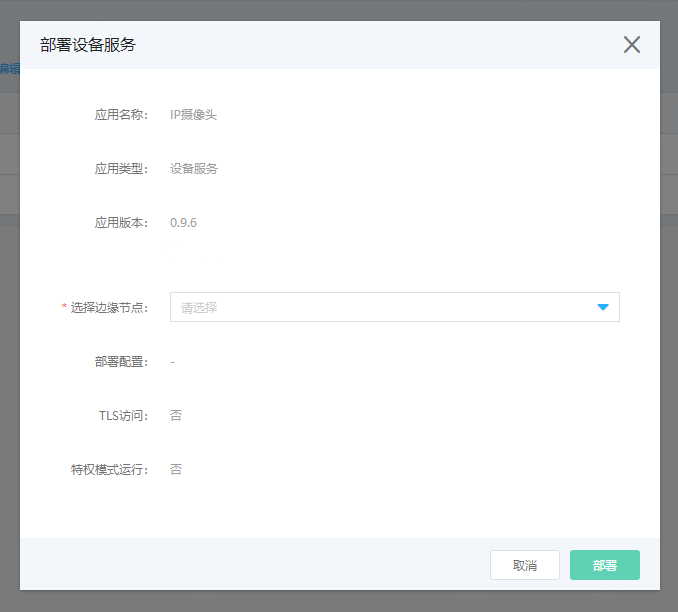 部署设备服务
编辑
应用名称: IP摄像头
应用类型: 设备服务
应用版本: 0.9.6
* 选择边缘节点: 请选择
部署配置: -
TLS访问: 否
特权模式运行: 否
取消 部署